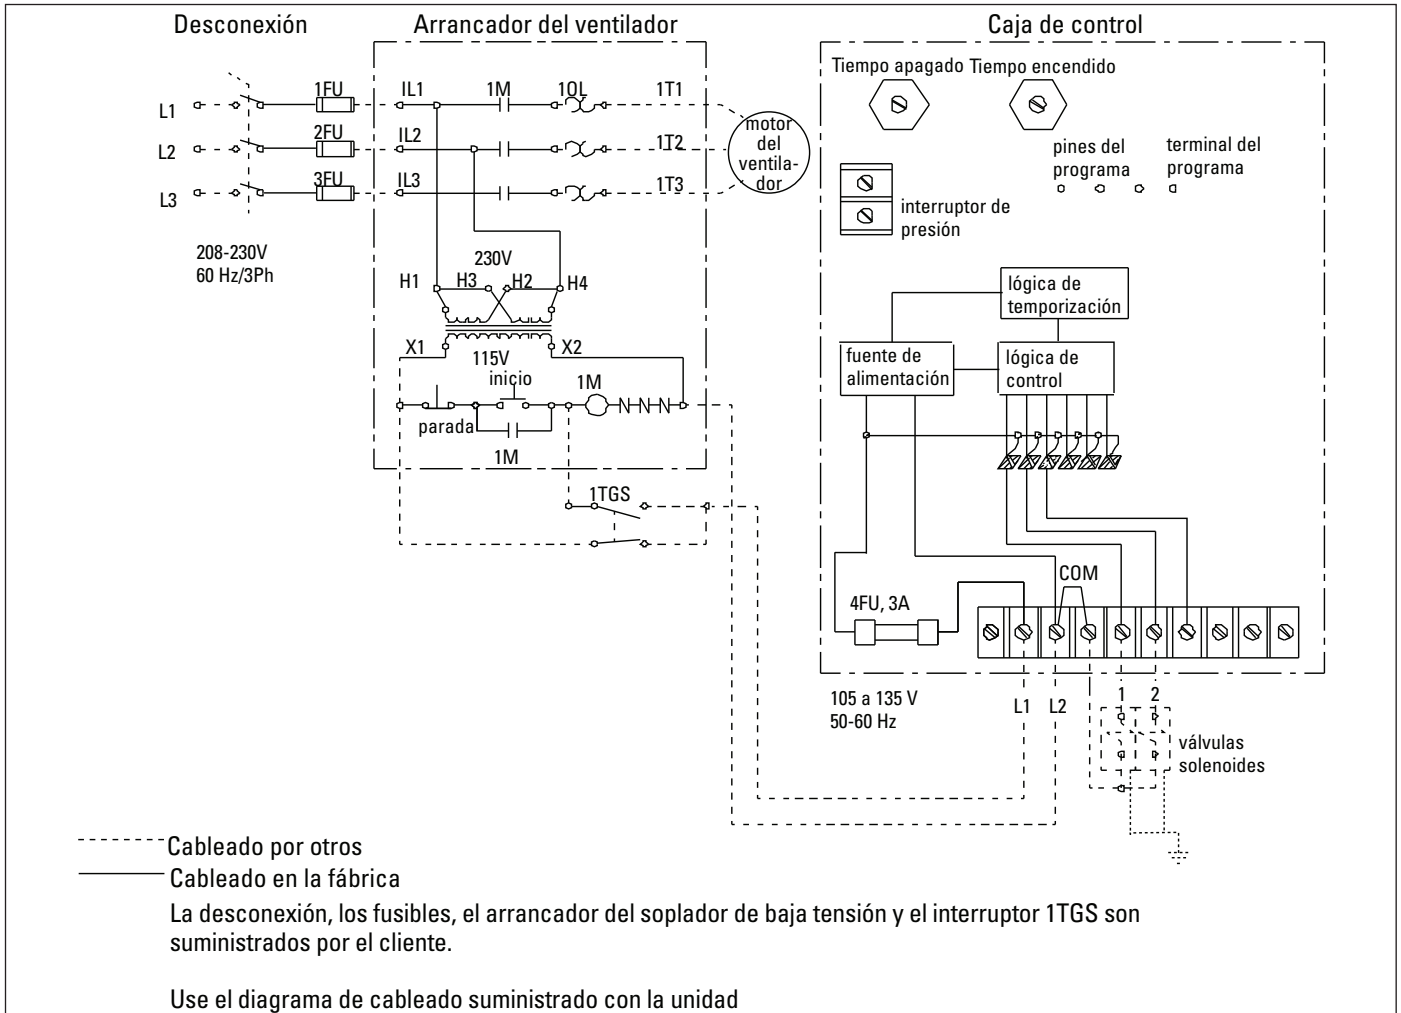 Desconexión
Arrancador del ventilador
Caja de control
Tiempo apagado
Tiempo encendido
1FU
IL1
1M
1OL
1T1
L1
2FU
IL2
1T2
L2
3FU
IL3
1T3
L3
motor
del
ventila-
dor
pines del
programa
terminal del
programa
interruptor de
presión
208-230V
60 Hz/3Ph
230V
H1
H3
H2
H4
lógica de
temporización
X1
115V
X2
fuente de
alimentación
lógica de
control
inicio
1M
parada
1M
1TGS
COM
4FU, 3A
105 a 135 V
50-60 Hz
L1
L2
1
2
válvulas
solenoides
Cableado por otros
Cableado en la fábrica
La desconexión, los fusibles, el arrancador del soplador de baja tensión y el interruptor 1TGS son
suministrados por el cliente.
Use el diagrama de cableado suministrado con la unidad